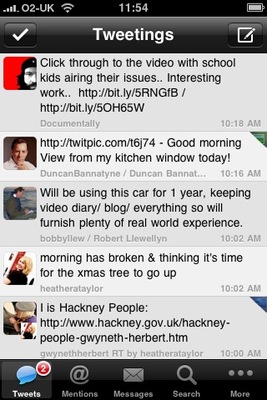 O2-UK 11:54
Tweetings
Click through to the video with school
kids airing their issues.. Interesting
work.. http://bit.ly/5RNGfB /
http://bit.ly/5OH65W
Documentally 10:18 AM
http://twitpic.com/t6j74 - Good morning
View from my kitchen window today!
DuncanBannatyne / Duncan Bannat... 10:16 AM
Will be using this car for 1 year, keeping
video diary/ blog/ everything so will
furnish plenty of real world experience.
bobbyllew / Robert Llewellyn 10:02 AM
morning has broken & thinking it's time
for the xmas tree to go up
heatherataylor 10:02 AM
I is Hackney People:
http://www.hackney.gov.uk/hackney-
people-gwyneth-herbert.htm
gwynethherbert RT by heatherataylor 10:00 AM
2
Tweets Mentions Messages Search More